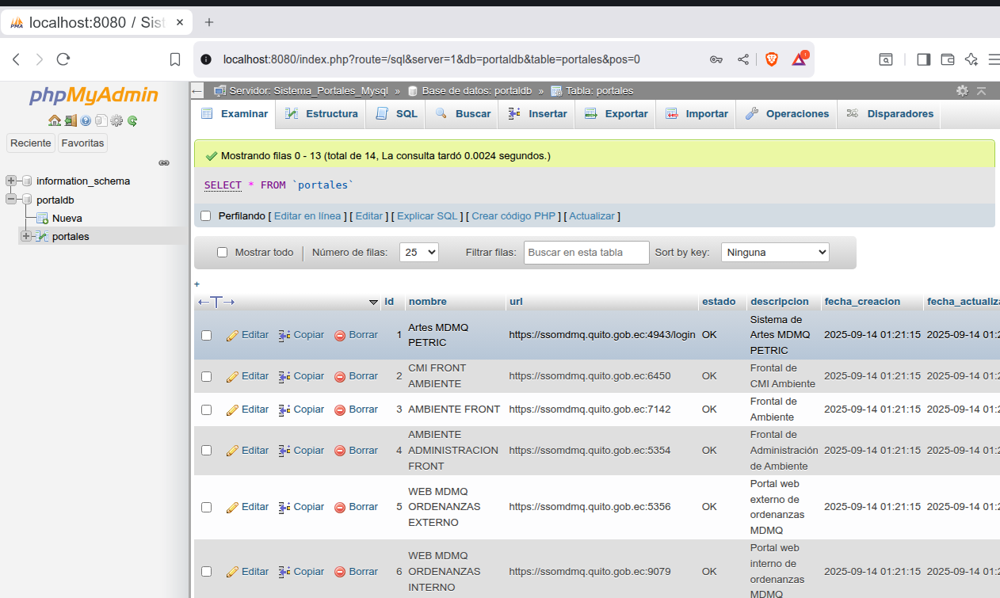 localhost:8080 / Sist
localhost:8080/index.php?route=/sql&server=1&db=portaldb&table=portales&pos=0
phpMyAdmin
Reciente Favoritas
information_schema
portaldb
Nueva
portales
Servidor: Sistema_Portales_Mysql » Base de datos: portaldb » Tabla: portales
Examinar Estructura SQL Buscar Insertar Exportar Importar Operaciones Disparadores
Mostrando filas 0 - 13 (total de 14, La consulta tardó 0.0024 segundos.)
SELECT * FROM `portales`
Perfilando [ Editar en línea ] [ Editar ] [ Explicar SQL ] [ Crear código PHP ] [ Actualizar ]
Mostrar todo | Número de filas: 25 Filtrar filas: Buscar en esta tabla Sort by key: Ninguna
+
←T→ id nombre url estado descripcion fecha_creacion fecha_actualiza
Editar Copiar Borrar 1 Artes MDMQ PETRIC https://ssomdmq.quito.gob.ec:4943/login OK Sistema de Artes MDMQ PETRIC 2025-09-14 01:21:15 2025-09-14 01:2
Editar Copiar Borrar 2 CMI FRONT AMBIENTE https://ssomdmq.quito.gob.ec:6450 OK Frontal de CMI Ambiente 2025-09-14 01:21:15 2025-09-14 01:2
Editar Copiar Borrar 3 AMBIENTE FRONT https://ssomdmq.quito.gob.ec:7142 OK Frontal de Ambiente 2025-09-14 01:21:15 2025-09-14 01:2
Editar Copiar Borrar 4 AMBIENTE ADMINISTRACION FRONT https://ssomdmq.quito.gob.ec:5354 OK Frontal de Administración de Ambiente 2025-09-14 01:21:15 2025-09-14 01:2
Editar Copiar Borrar 5 WEB MDMQ ORDENANZAS EXTERNO https://ssomdmq.quito.gob.ec:5356 OK Portal web externo de ordenanzas MDMQ 2025-09-14 01:21:15 2025-09-14 01:2
Editar Copiar Borrar 6 WEB MDMQ ORDENANZAS INTERNO https://ssomdmq.quito.gob.ec:9079 OK Portal web interno de ordenanzas MDMQ 2025-09-14 01:21:15 2025-09-14 01:2